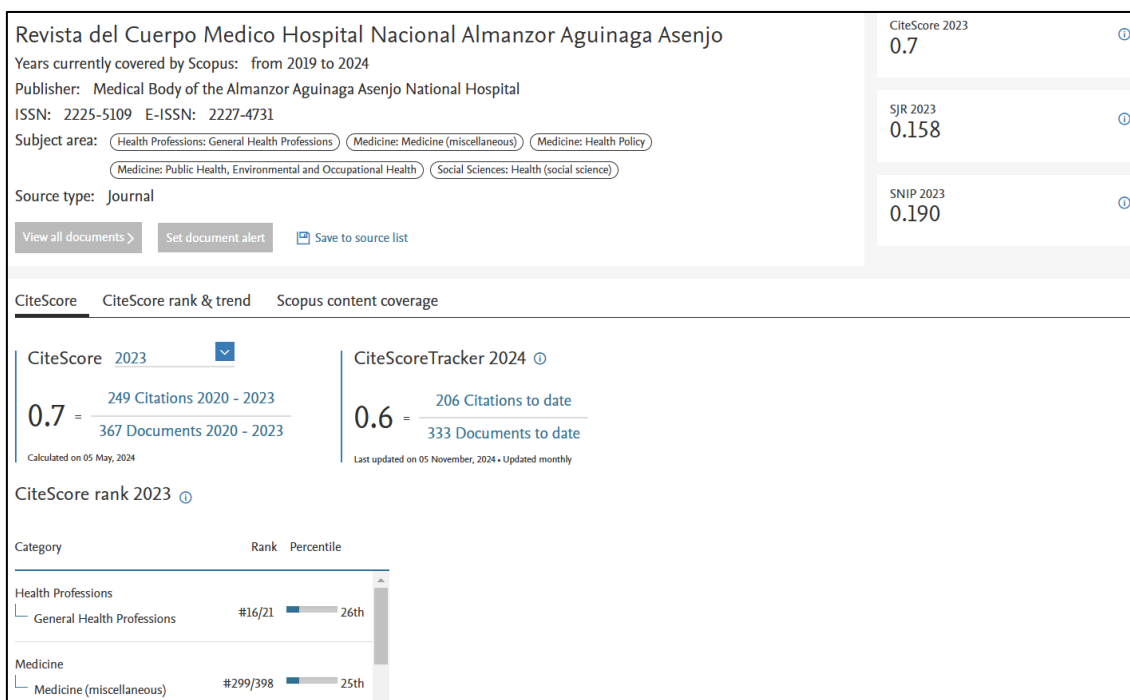 Revista del Cuerpo Medico Hospital Nacional Almanzor Aguinaga Asenjo
Years currently covered by Scopus: from 2019 to 2024
Publisher: Medical Body of the Almanzor Aguinaga Asenjo National Hospital
ISSN: 2225-5109 E-ISSN: 2227-4731
Subject area: Health Professions: General Health Professions Medicine: Medicine (miscellaneous) Medicine: Health Policy
Medicine: Public Health, Environmental and Occupational Health Social Sciences: Health (social science)
Source type: Journal
View all documents > Set document alert Save to source list
CiteScore 2023
0.7
SJR 2023
0.158
SNIP 2023
0.190
CiteScore CiteScore rank & trend Scopus content coverage
CiteScore 2023
0.7 =
249 Citations 2020 - 2023
367 Documents 2020 - 2023
Calculated on 05 May, 2024
CiteScoreTracker 2024
0.6 =
206 Citations to date
333 Documents to date
Last updated on 05 November, 2024 • Updated monthly
CiteScore rank 2023
Category Rank Percentile
Health Professions
General Health Professions #16/21 26th
Medicine
Medicine (miscellaneous) #299/398 25th